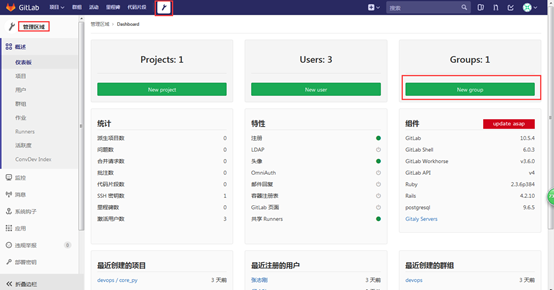 GitLab 项目 群组 活动 里程碑 代码片段 搜索
管理区域
概述
仪表板
项目
用户
群组
作业
Runners
活跃度
ConvDev Index
监控
消息
系统钩子
应用
滥用举报 0
部署密钥
折叠边栏
管理区域 Dashboard
Projects: 1
New project
Users: 3
New user
Groups: 1
New group
统计
派生项目数 0
问题数 0
合并请求数 0
批注数 0
代码片段数 0
SSH 密钥数 1
里程碑数 0
激活用户数 3
特性
注册
LDAP
头像
OmniAuth
邮件回复
容器注册表
GitLab 页面
共享 Runners
组件 update asap
GitLab 10.5.4
GitLab Shell 6.0.3
GitLab Workhorse v3.6.0
GitLab API v4
Ruby 2.3.6p384
Rails 4.2.10
postgresql 9.6.5
Gitaly Servers
最近创建的项目
devops / core_py 3 天前
最近注册的用户
张志刚 3 天前
最近创建的群组
devops 3 天前